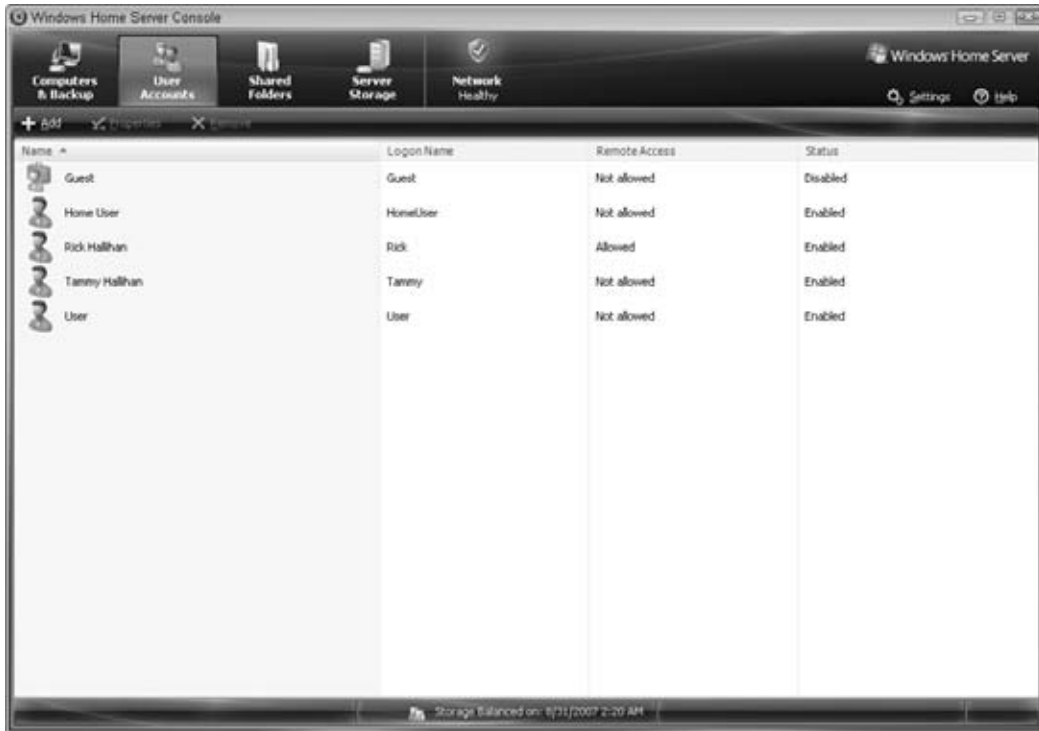 Windows Home Server Console
Computers & Backup
User Accounts
Shared Folders
Server Storage
Network Healthy
Windows Home Server
Settings Help
Add Properties Remove
Name Logon Name Remote Access Status
Guest Guest Not allowed Disabled
Home User HomeUser Not allowed Enabled
Rick Hallihan Rick Allowed Enabled
Tammy Hallihan Tammy Not allowed Enabled
User User Not allowed Enabled
Storage Balanced on: 8/31/2007 2:20 AM